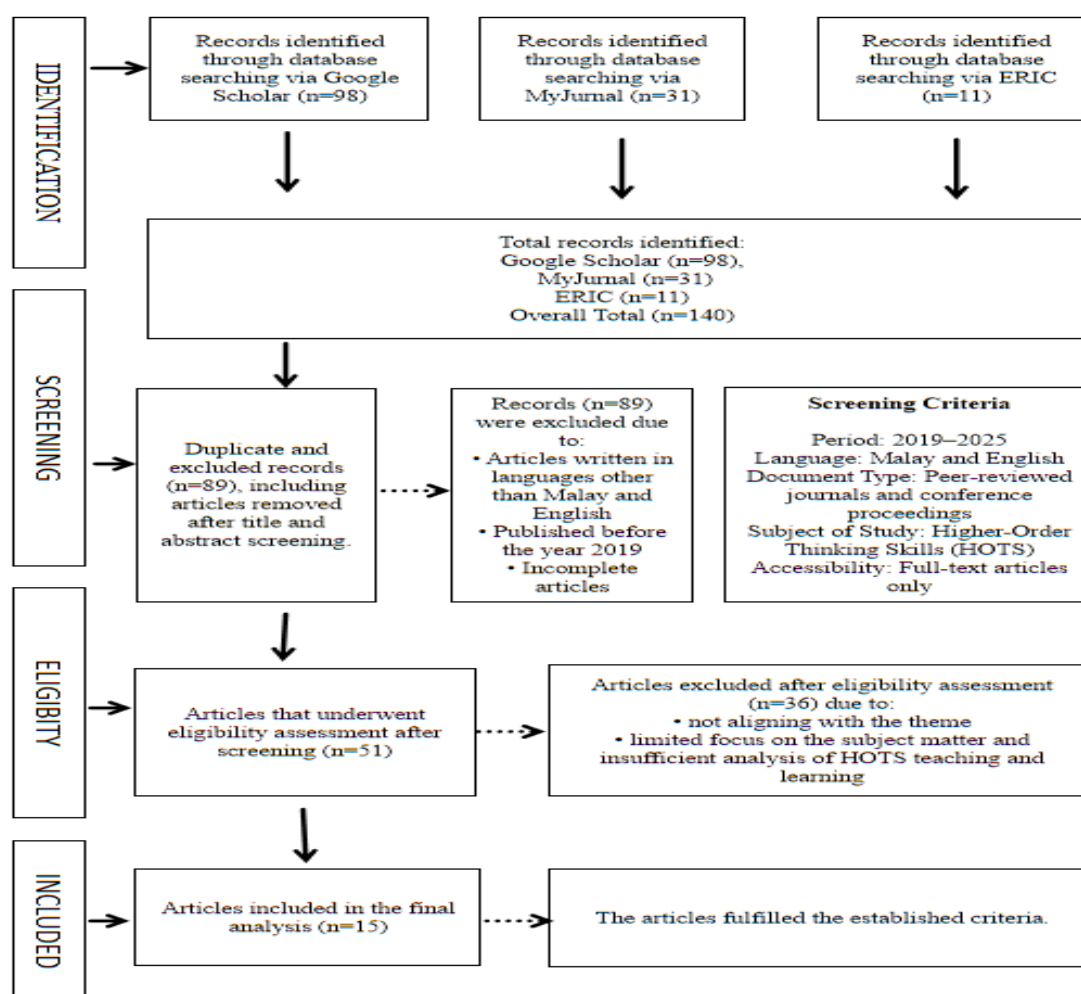 IDENTIFICATION
Records identified
through database
searching via Google
Scholar (n=98)
Records identified
through database
searching via
MyJurnal (n=31)
Records identified
through database
searching via ERIC
(n=11)
Total records identified:
Google Scholar (n=98),
MyJurnal (n=31)
ERIC (n=11)
Overall Total (n=140)
SCREENING
Duplicate and
excluded records
(n=89), including
articles removed
after title and
abstract screening.
Records (n=89)
were excluded due
to:
• Articles written in
languages other
than Malay and
English
• Published before
the year 2019
• Incomplete
articles
Screening Criteria
Period: 2019–2025
Language: Malay and English
Document Type: Peer-reviewed
journals and conference
proceedings
Subject of Study: Higher-Order
Thinking Skills (HOTS)
Accessibility: Full-text articles
only
ELIGIBITY
Articles that underwent
eligibility assessment after
screening (n=51)
Articles excluded after eligibility assessment
(n=36) due to:
• not aligning with the theme
• limited focus on the subject matter and
insufficient analysis of HOTS teaching and
learning
INCLUDED
Articles included in the final
analysis (n=15)
The articles fulfilled the established criteria.